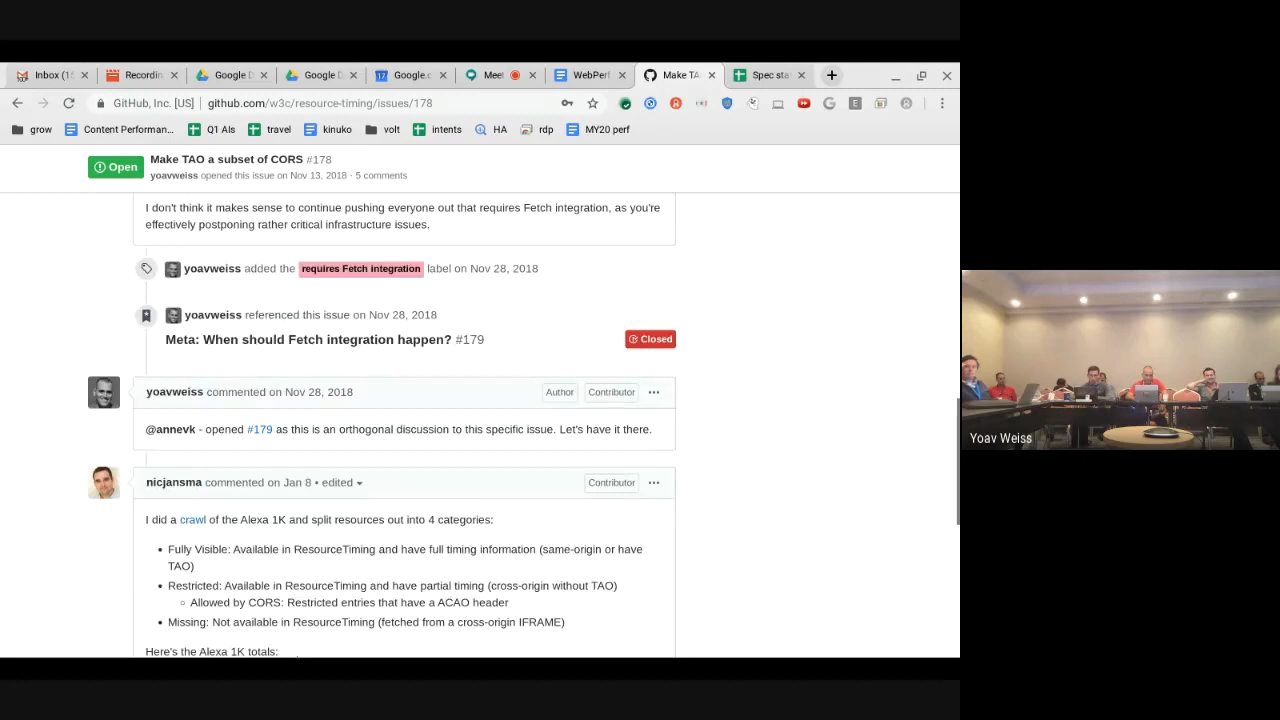 Inbox (1
Recordin
Google D
Google D
Google.c
Meet
WebPerf
Make TA
Spec sta
GitHub, Inc. [US]
github.com/w3c/resource-timing/issues/178
grow
Content Performan...
Q1 AIs
travel
kinuko
volt
intents
HA
rdp
MY20 perf
Open
Make TAO a subset of CORS #178
yoavweiss opened this issue on Nov 13, 2018 · 5 comments
I don't think it makes sense to continue pushing everyone out that requires Fetch integration, as you're
effectively postponing rather critical infrastructure issues.
yoavweiss added the requires Fetch integration label on Nov 28, 2018
yoavweiss referenced this issue on Nov 28, 2018
Meta: When should Fetch integration happen? #179
Closed
yoavweiss commented on Nov 28, 2018
Author
Contributor
@annevk - opened #179 as this is an orthogonal discussion to this specific issue. Let's have it there.
nicjansma commented on Jan 8 • edited
Contributor
I did a crawl of the Alexa 1K and split resources out into 4 categories:
• Fully Visible: Available in ResourceTiming and have full timing information (same-origin or have
TAO)
• Restricted: Available in ResourceTiming and have partial timing (cross-origin without TAO)
○ Allowed by CORS: Restricted entries that have a ACAO header
• Missing: Not available in ResourceTiming (fetched from a cross-origin IFRAME)
Here's the Alexa 1K totals:
Yoav Weiss